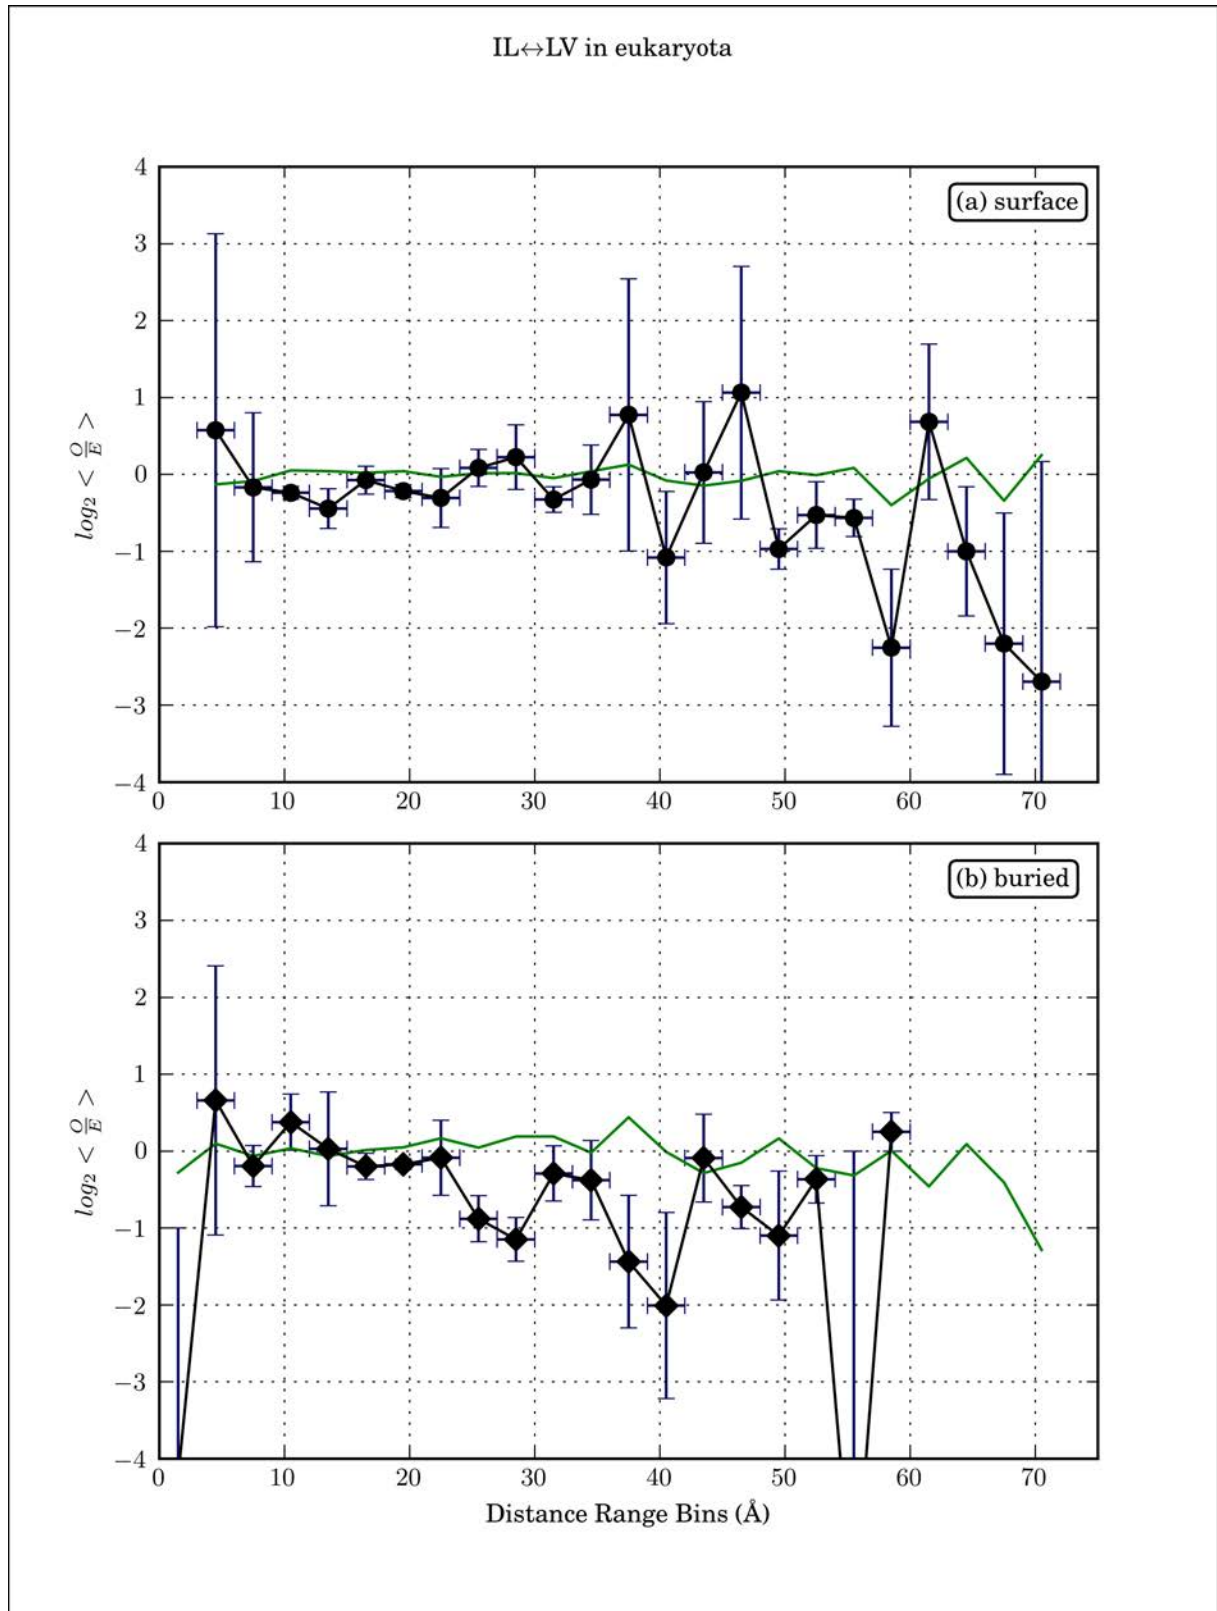 IL↔LV in eukaryota
(a) surface
4
3
2
1
0
−1
−2
−3
−4
log₂ < O/E >
0 10 20 30 40 50 60 70
(b) buried
4
3
2
1
0
−1
−2
−3
−4
log₂ < O/E >
0 10 20 30 40 50 60 70
Distance Range Bins (Å)